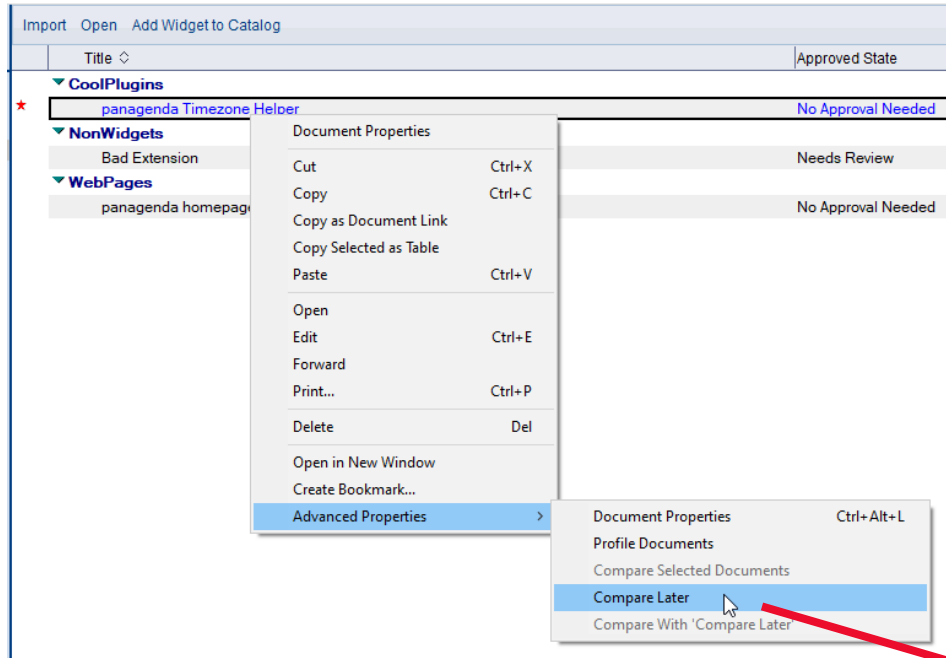 Import Open Add Widget to Catalog
Title Approved State
CoolPlugins
panagenda Timezone Helper No Approval Needed
NonWidgets
Bad Extension Needs Review
WebPages
panagenda homepage No Approval Needed
Document Properties
Cut Ctrl+X
Copy Ctrl+C
Copy as Document Link
Copy Selected as Table
Paste Ctrl+V
Open
Edit Ctrl+E
Forward
Print... Ctrl+P
Delete Del
Open in New Window
Create Bookmark...
Advanced Properties
Document Properties Ctrl+Alt+L
Profile Documents
Compare Selected Documents
Compare Later
Compare With 'Compare Later'